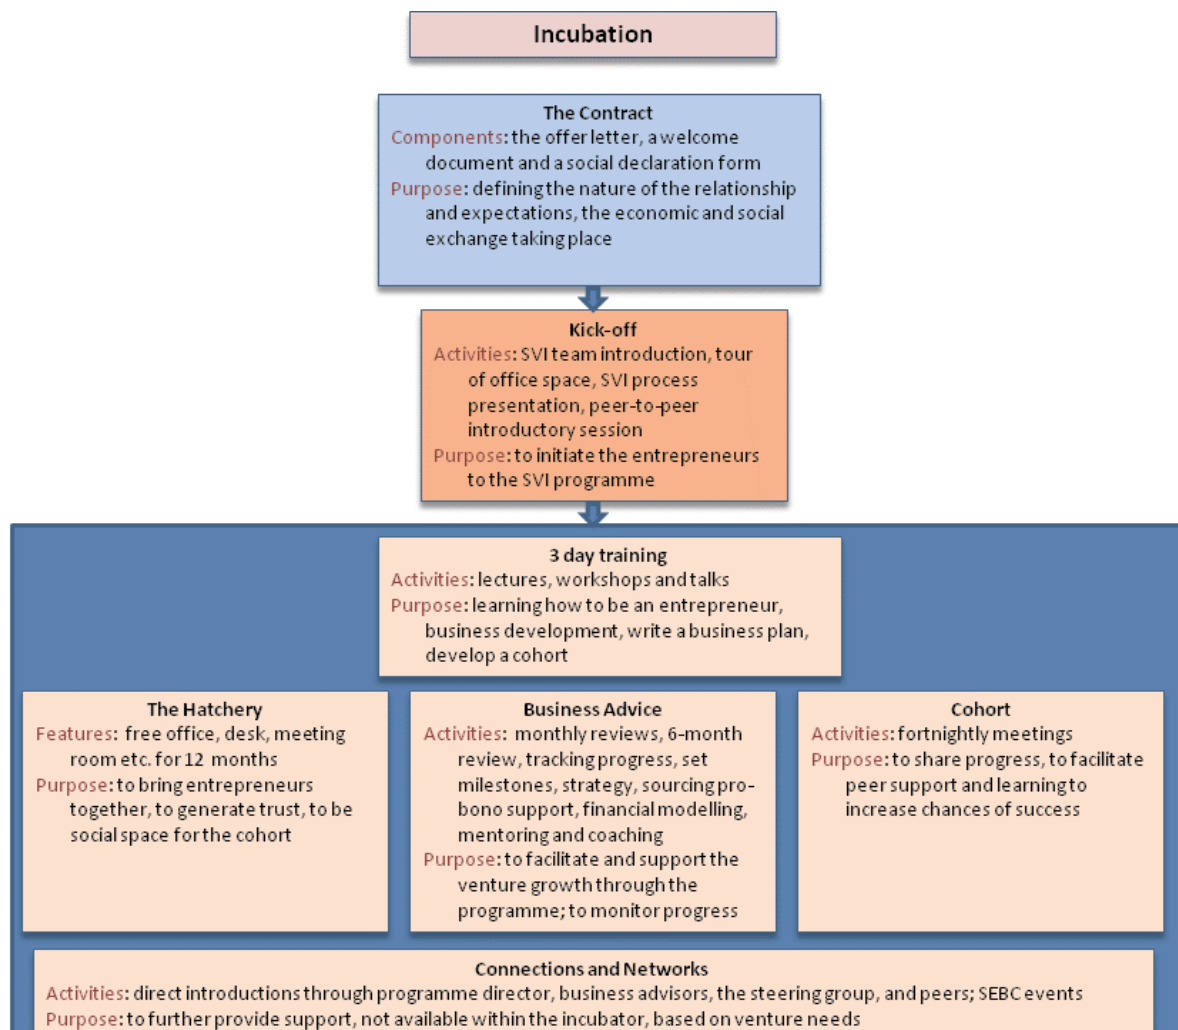 Incubation
The Contract
Components: the offer letter, a welcome
document and a social declaration form
Purpose: defining the nature of the relationship
and expectations, the economic and social
exchange taking place
Kick-off
Activities: SVI team introduction, tour
of office space, SVI process
presentation, peer-to-peer
introductory session
Purpose: to initiate the entrepreneurs
to the SVI programme
3 day training
Activities: lectures, workshops and talks
Purpose: learning how to be an entrepreneur,
business development, write a business plan,
develop a cohort
The Hatchery
Features: free office, desk, meeting
room etc. for 12 months
Purpose: to bring entrepreneurs
together, to generate trust, to be
social space for the cohort
Business Advice
Activities: monthly reviews, 6-month
review, tracking progress, set
milestones, strategy, sourcing pro-
bono support, financial modelling,
mentoring and coaching
Purpose: to facilitate and support the
venture growth through the
programme; to monitor progress
Cohort
Activities: fortnightly meetings
Purpose: to share progress, to facilitate
peer support and learning to
increase chances of success
Connections and Networks
Activities: direct introductions through programme director, business advisors, the steering group, and peers; SEBC events
Purpose: to further provide support, not available within the incubator, based on venture needs